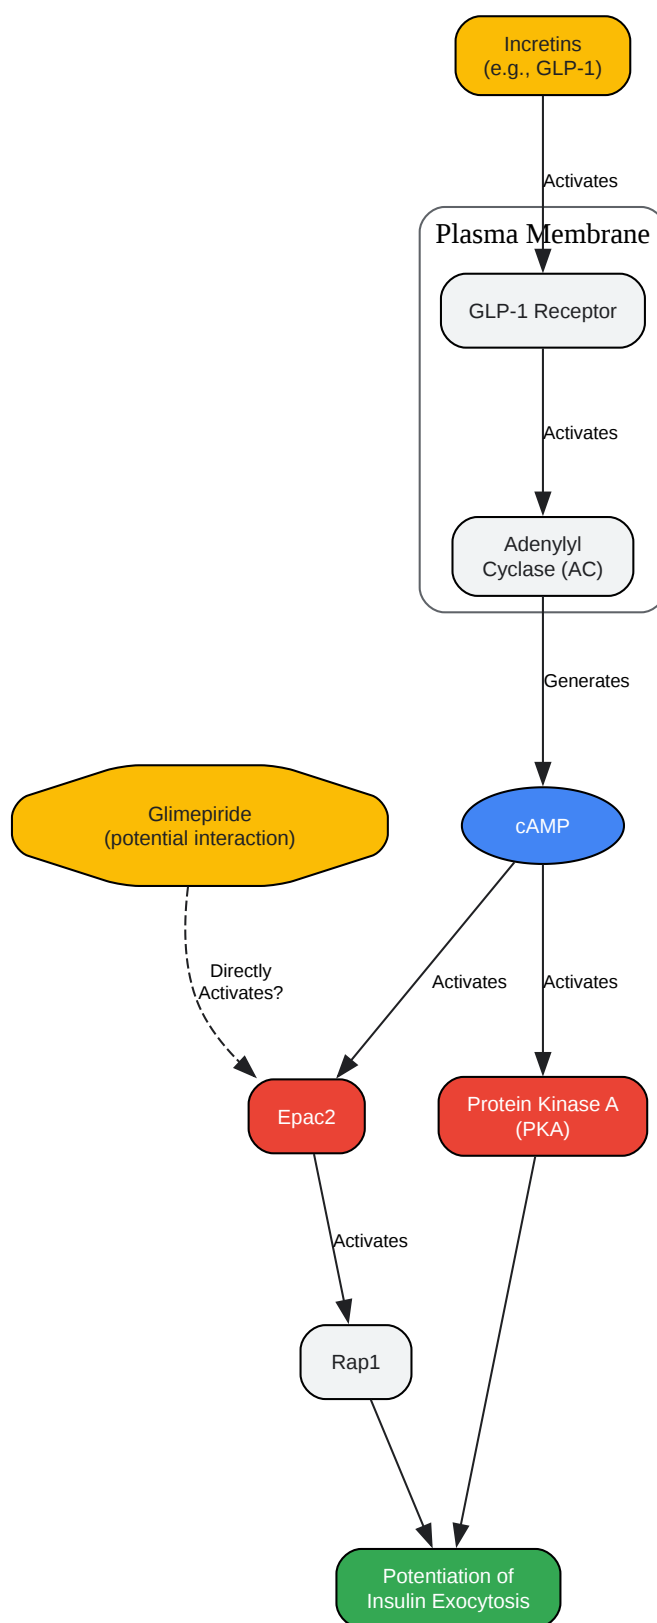 Incretins
(e.g., GLP-1)
Activates
Plasma Membrane
GLP-1 Receptor
Activates
Adenylyl
Cyclase (AC)
Generates
Glimepiride
(potential interaction)
cAMP
Directly
Activates?
Activates
Activates
Epac2
Protein Kinase A
(PKA)
Activates
Rap1
Potentiation of
Insulin Exocytosis